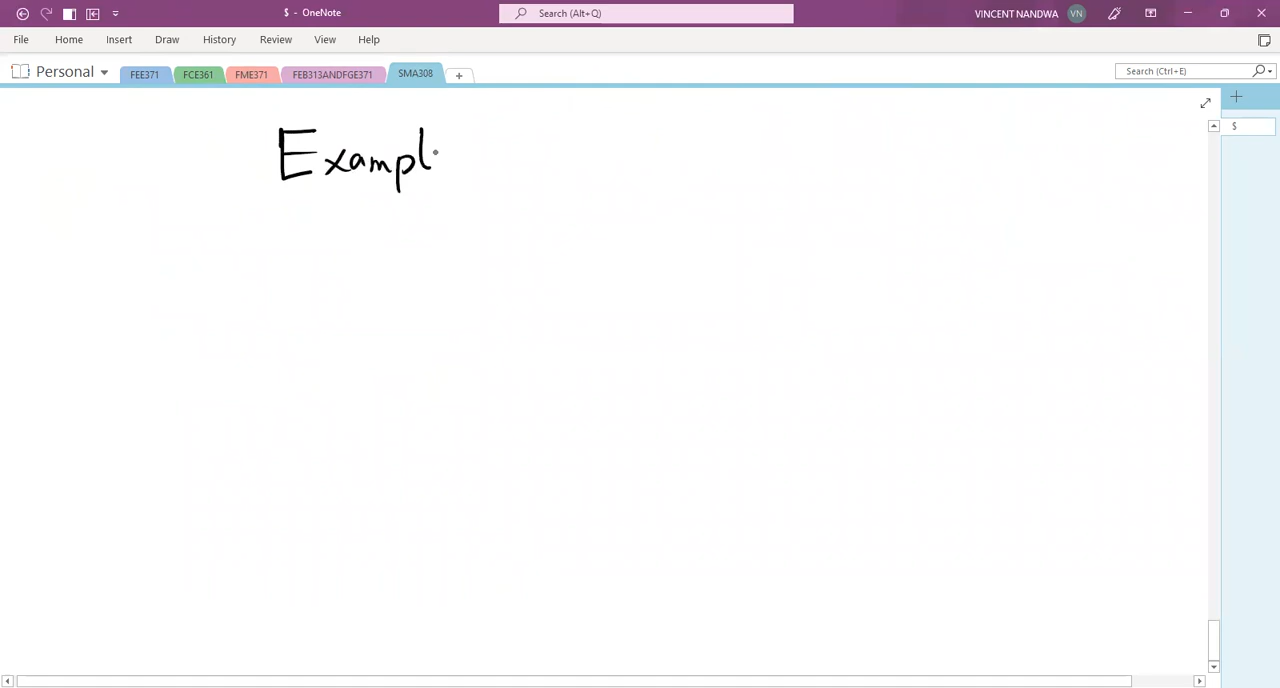 $ - OneNote
Search (Alt+Q)
VINCENT NANDWA
VN
File Home Insert Draw History Review View Help
Personal
FEE371
FCE361
FME371
FEB313ANDFGE371
SMA308
Search (Ctrl+E)
$
Exampl